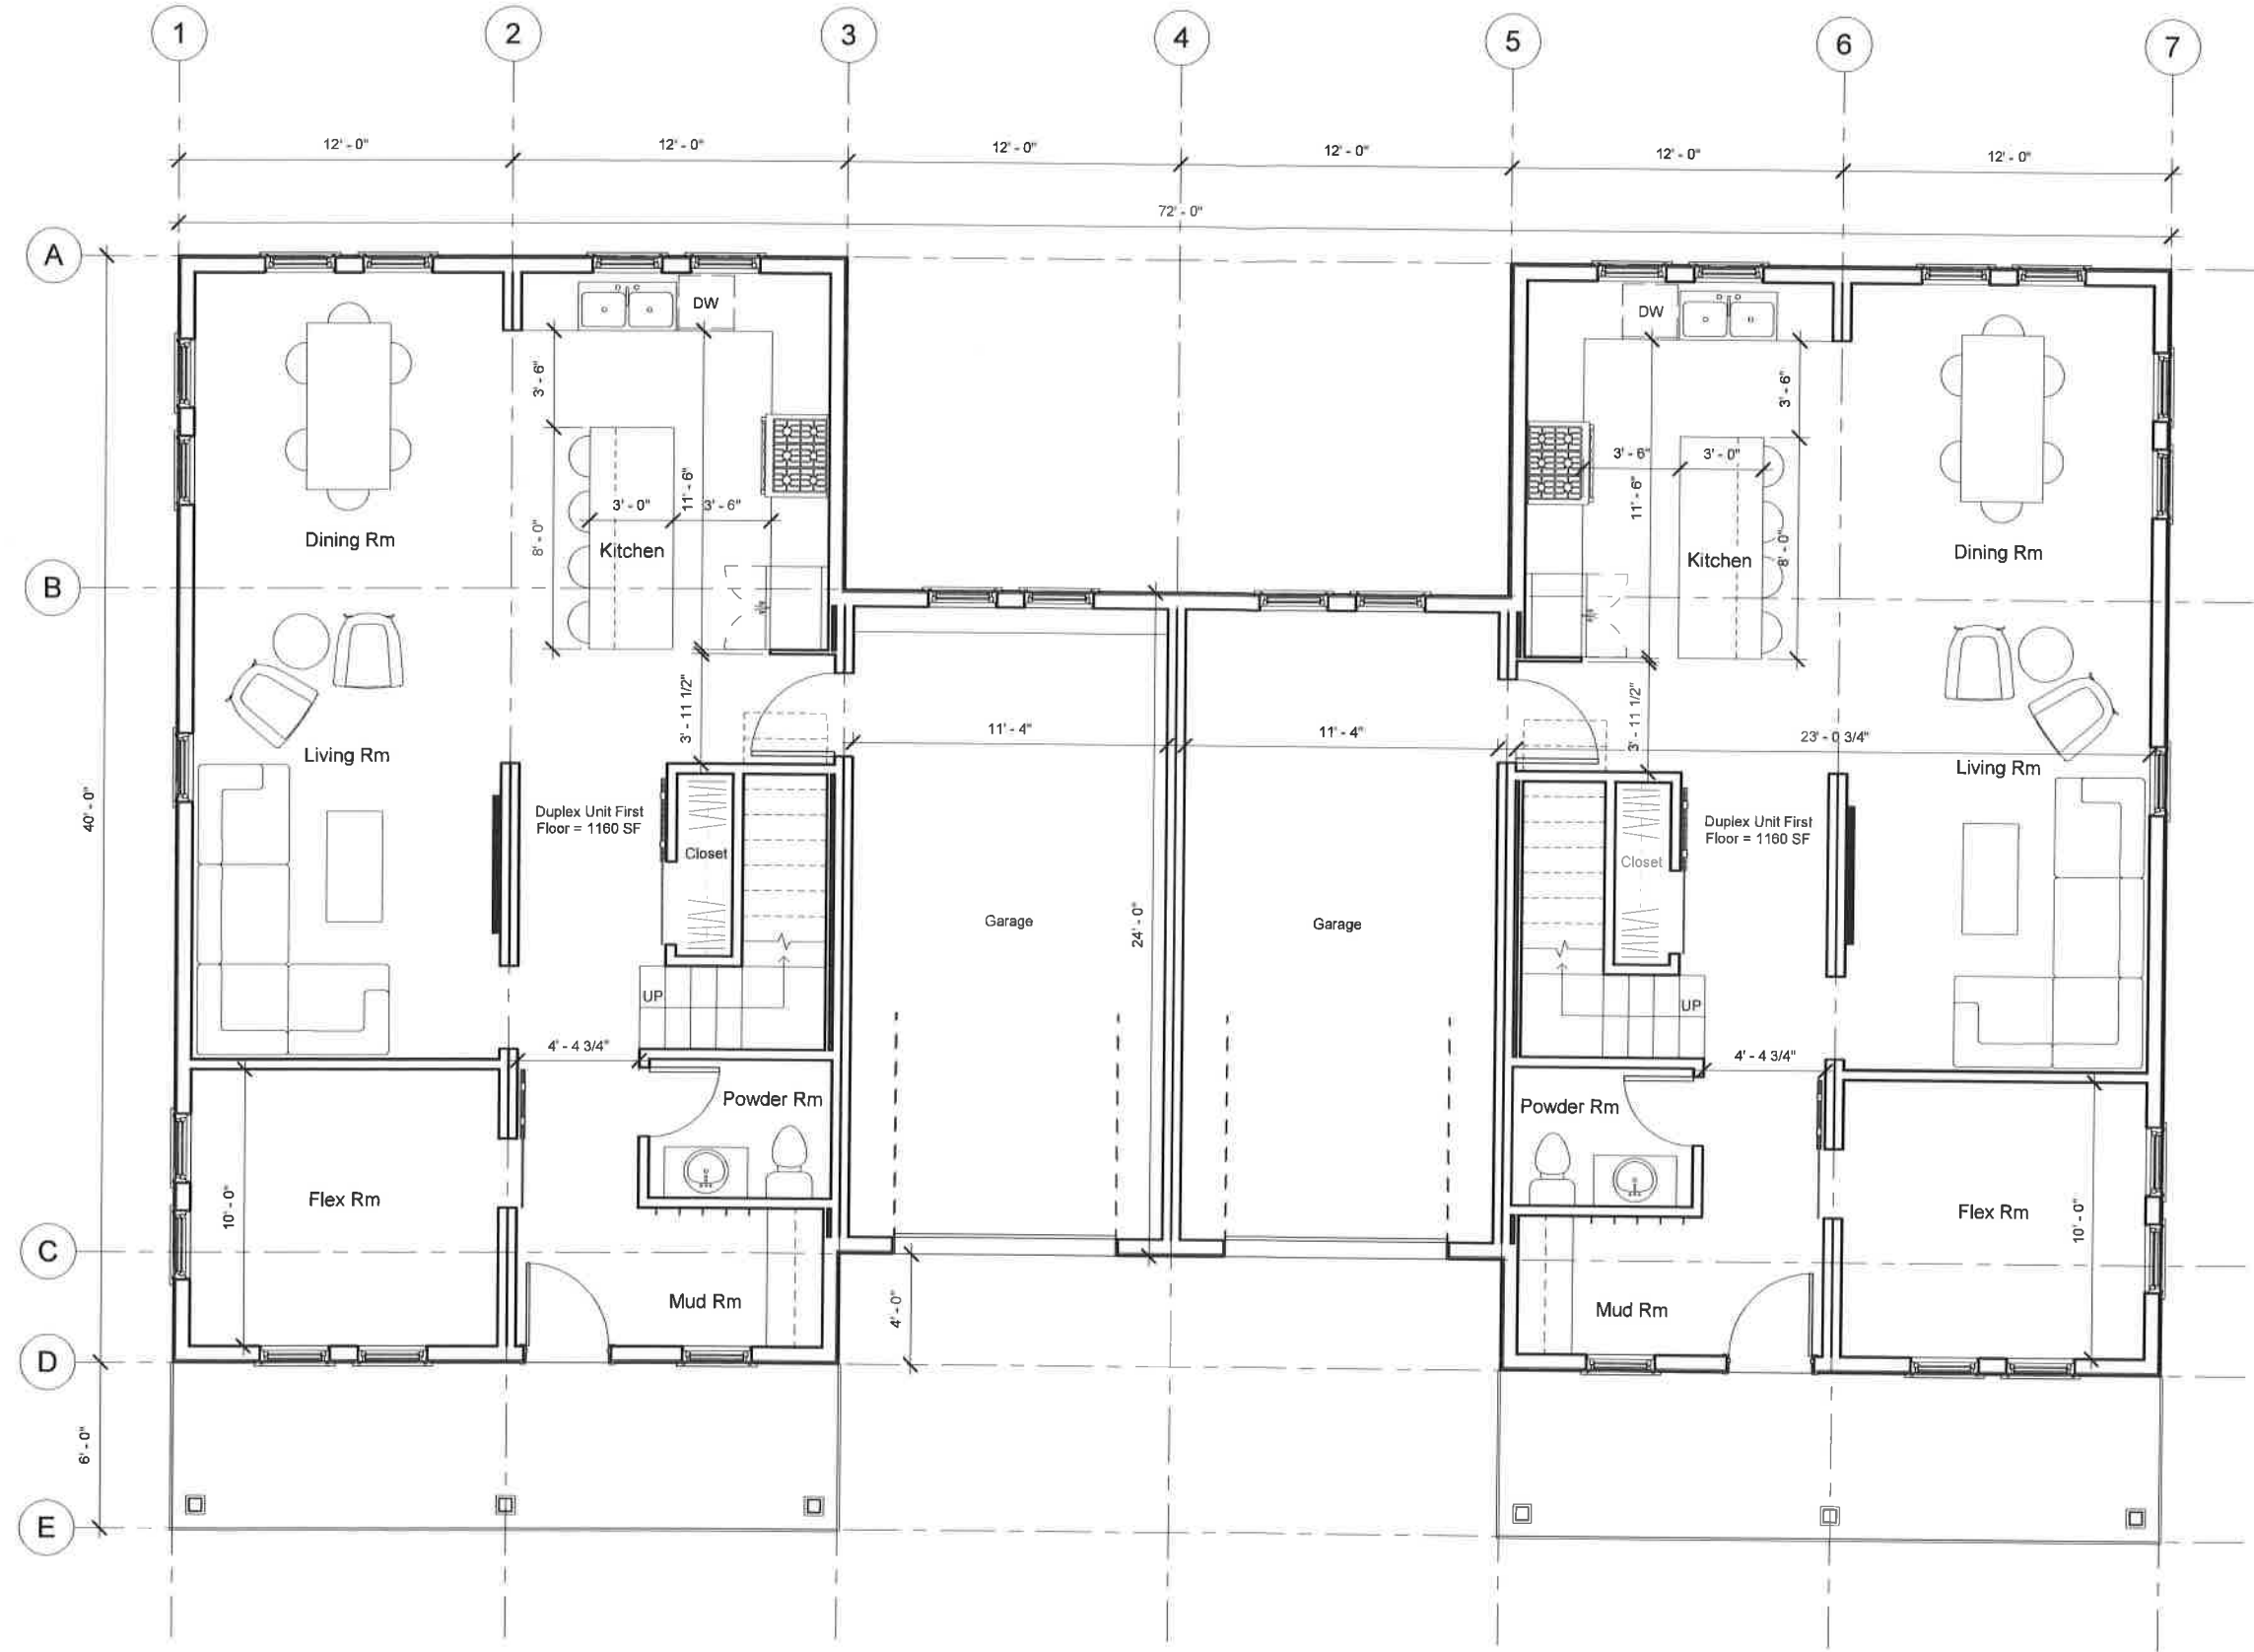 1 2 3 4 5 6 7
12' - 0" 12' - 0" 12' - 0" 12' - 0" 12' - 0" 12' - 0"
72' - 0"
A
DW
DW
3' - 6"
3' - 6"
11' - 6"
3' - 0"
3' - 6"
8' - 0"
3' - 6"
3' - 0"
11' - 6"
8' - 0"
Dining Rm
Kitchen
Kitchen
Dining Rm
B
3' - 11 1/2"
3' - 11 1/2"
11' - 4"
11' - 4"
23' - 0 3/4"
Living Rm
Living Rm
40' - 0"
Duplex Unit First
Floor = 1160 SF
Duplex Unit First
Floor = 1160 SF
Closet
Closet
Garage
24' - 0"
Garage
UP
UP
4' - 4 3/4"
4' - 4 3/4"
Powder Rm
Powder Rm
10' - 0"
Flex Rm
Flex Rm
10' - 0"
C
Mud Rm
4' - 0"
Mud Rm
D
6' - 0"
E